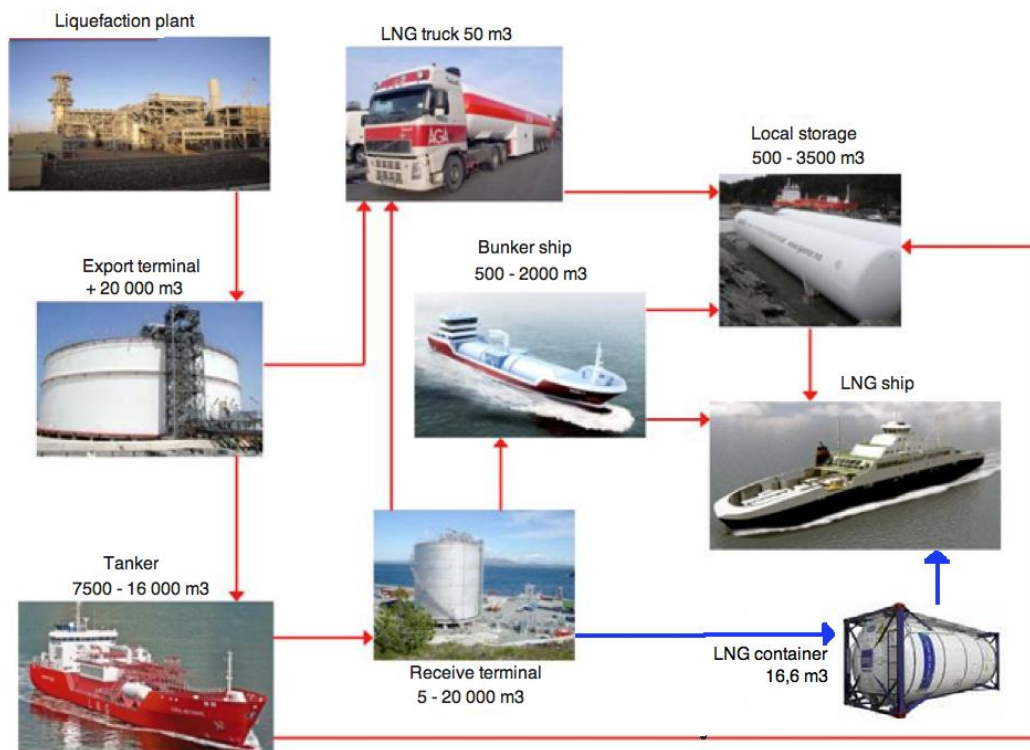 Liquefaction plant
LNG truck 50 m3
AGA
Local storage
500 - 3500 m3
Export terminal
+ 20 000 m3
Bunker ship
500 - 2000 m3
LNG ship
Tanker
7500 - 16 000 m3
LNG
Receive terminal
5 - 20 000 m3
LNG container
16,6 m3